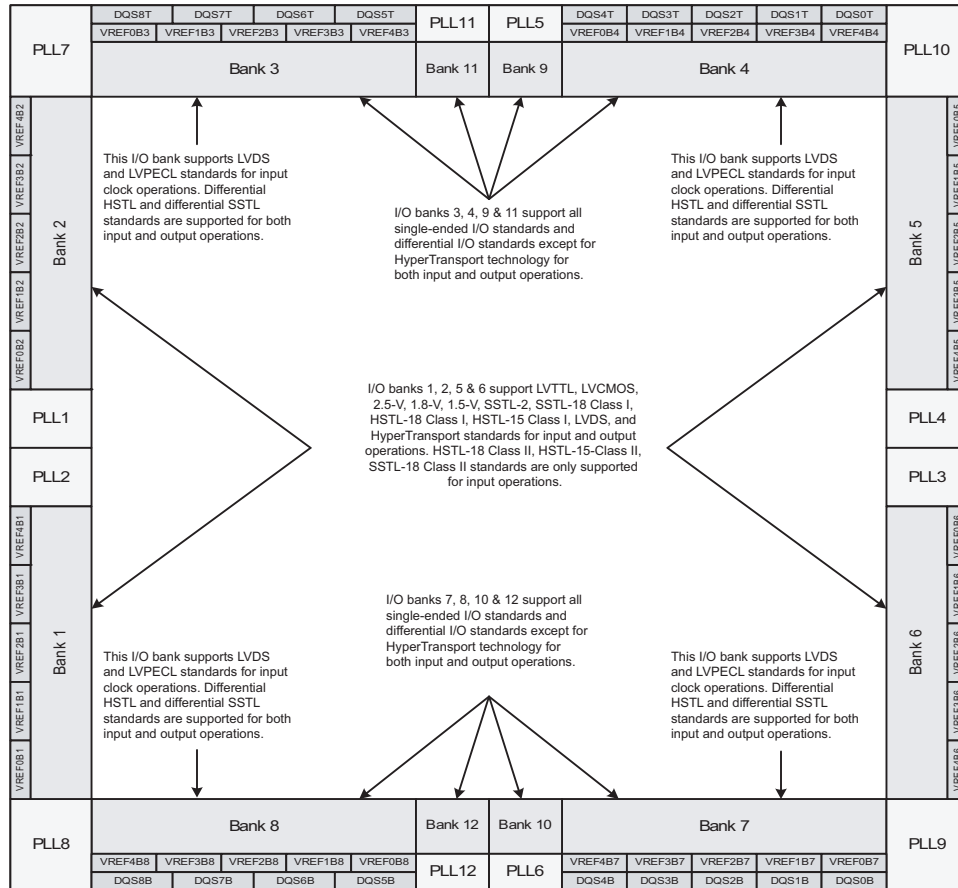 DQS8T DQS7T DQS6T DQS5T PLL11 PLL5 DQS4T DQS3T DQS2T DQS1T DQS0T
PLL7 VREF0B3 VREF1B3 VREF2B3 VREF3B3 VREF4B3 VREF0B4 VREF1B4 VREF2B4 VREF3B4 VREF4B4 PLL10
Bank 3 Bank 11 Bank 9 Bank 4
VREF4B2
VREF3B2
VREF2B2
VREF1B2
VREF0B2
Bank 2
This I/O bank supports LVDS
and LVPECL standards for input
clock operations. Differential
HSTL and differential SSTL
standards are supported for both
input and output operations.
I/O banks 3, 4, 9 & 11 support all
single-ended I/O standards and
differential I/O standards except for
HyperTransport technology for
both input and output operations.
This I/O bank supports LVDS
and LVPECL standards for input
clock operations. Differential
HSTL and differential SSTL
standards are supported for both
input and output operations.
Bank 5
VREF0B5
VREF1B5
VREF2B5
VREF3B5
VREF4B5
PLL1
PLL2
I/O banks 1, 2, 5 & 6 support LVTTL, LVCMOS,
2.5-V, 1.8-V, 1.5-V, SSTL-2, SSTL-18 Class I,
HSTL-18 Class I, HSTL-15 Class I, LVDS, and
HyperTransport standards for input and output
operations. HSTL-18 Class II, HSTL-15-Class II,
SSTL-18 Class II standards are only supported
for input operations.
PLL4
PLL3
VREF4B1
VREF3B1
VREF2B1
VREF1B1
VREF0B1
Bank 1
I/O banks 7, 8, 10 & 12 support all
single-ended I/O standards and
differential I/O standards except for
HyperTransport technology for
both input and output operations.
This I/O bank supports LVDS
and LVPECL standards for input
clock operations. Differential
HSTL and differential SSTL
standards are supported for both
input and output operations.
This I/O bank supports LVDS
and LVPECL standards for input
clock operations. Differential
HSTL and differential SSTL
standards are supported for both
input and output operations.
Bank 6
VREF0B6
VREF1B6
VREF2B6
VREF3B6
VREF4B6
Bank 8 Bank 12 Bank 10 Bank 7
PLL8 VREF4B8 VREF3B8 VREF2B8 VREF1B8 VREF0B8 PLL12 PLL6 VREF4B7 VREF3B7 VREF2B7 VREF1B7 VREF0B7 PLL9
DQS8B DQS7B DQS6B DQS5B DQS4B DQS3B DQS2B DQS1B DQS0B